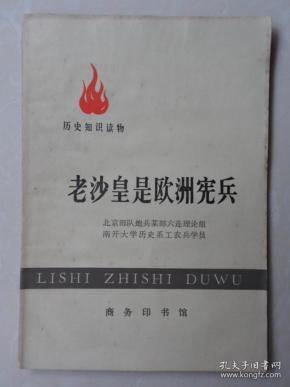 历史知识读物
老沙皇是欧洲宪兵
北京部队炮兵某部六连理论组
南开大学历史系工农兵学员
LISHI ZHISHI DUWU
商务印书馆
孔夫子旧书网